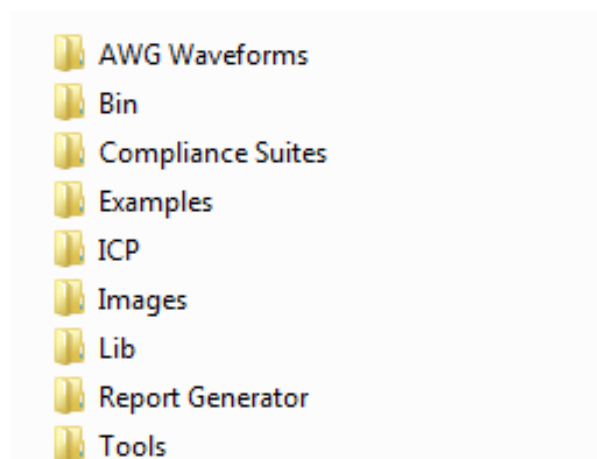 AWG Waveforms
Bin
Compliance Suites
Examples
ICP
Images
Lib
Report Generator
Tools